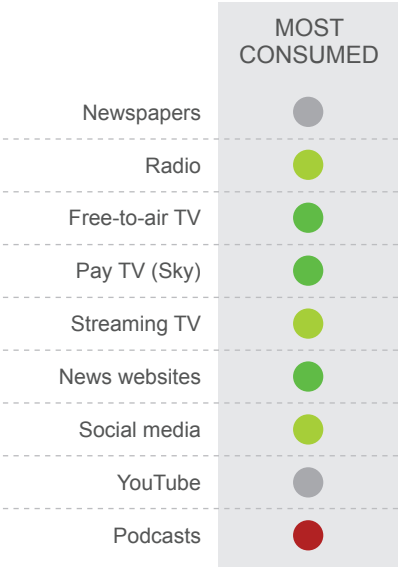 MOST
CONSUMED
Newspapers
Radio
Free-to-air TV
Pay TV (Sky)
Streaming TV
News websites
Social media
YouTube
Podcasts